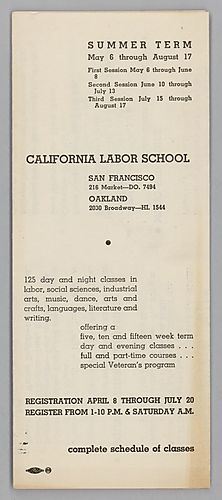 SUMMER TERM
May 6 through August 17
First Session May 6 through June
8
Second Session June 10 through
July 13
Third Session July 15 through
August 17
CALIFORNIA LABOR SCHOOL
SAN FRANCISCO
216 Market—DO. 7494
OAKLAND
2030 Broadway—HI. 1544
125 day and night classes in
labor, social sciences, industrial
arts, music, dance, arts and
crafts, languages, literature and
writing.
offering a
five, ten and fifteen week term
day and evening classes . . .
full and part-time courses . . .
special Veteran's program
REGISTRATION APRIL 8 THROUGH JULY 20
REGISTER FROM 1-10 P.M. & SATURDAY A.M.
complete schedule of classes